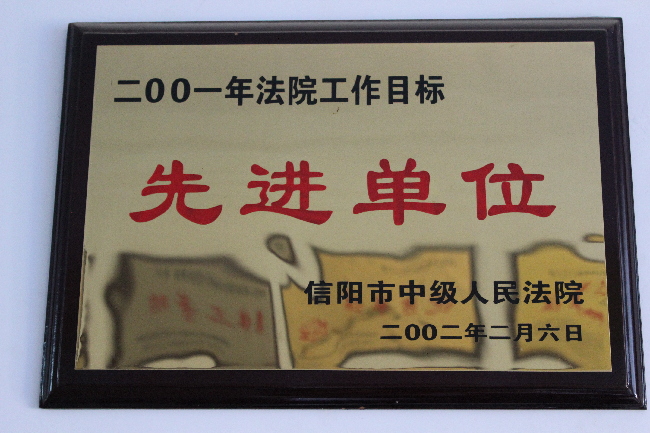 二00一年法院工作目标
先进单位
信阳市中级人民法院
二00二年二月六日